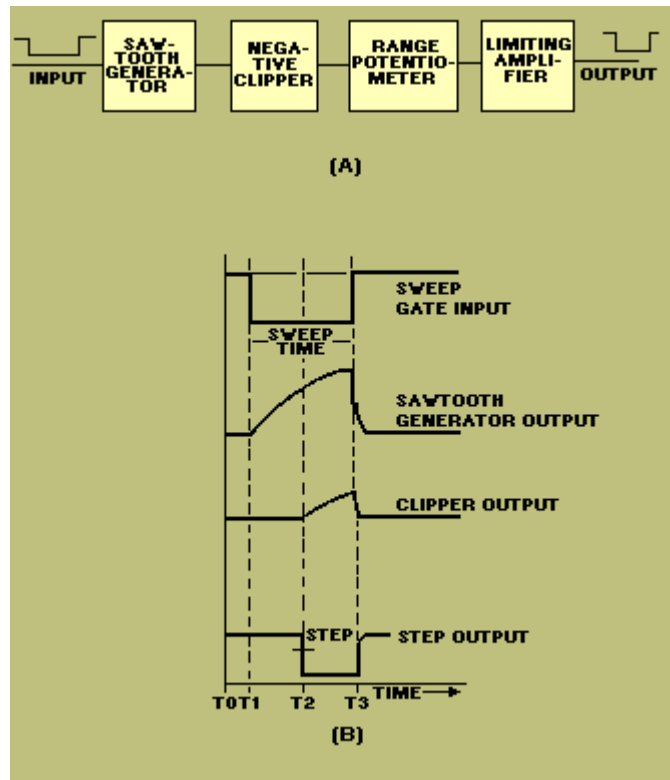 INPUT
SAW-
TOOTH
GENERA-
TOR
NEGA-
TIVE
CLIPPER
RANGE
POTENTIO-
METER
LIMITING
AMPLI-
FIER
OUTPUT
(A)
SWEEP
GATE INPUT
SWEEP
TIME
SAWTOOTH
GENERATOR OUTPUT
CLIPPER OUTPUT
STEP
STEP OUTPUT
T0 T1 T2 T3 TIME
(B)